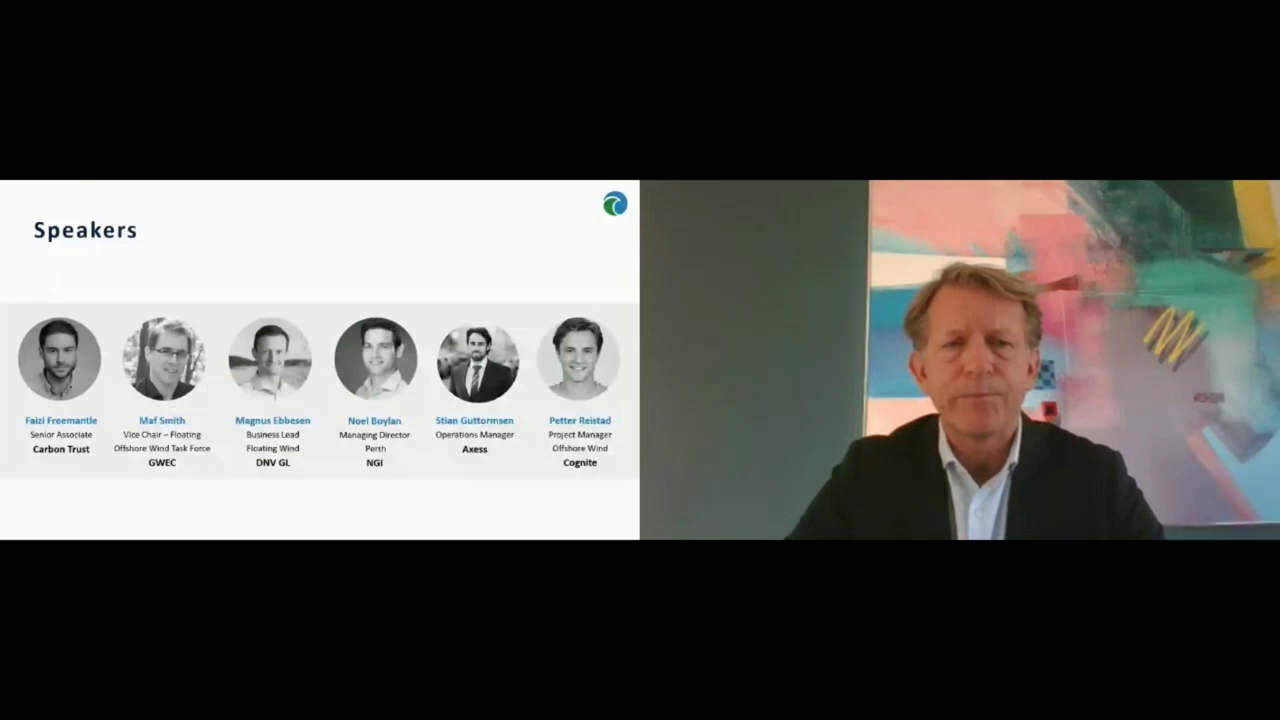 Speakers
Faizi Freemantle
Senior Associate
Carbon Trust
Maf Smith
Vice Chair – Floating
Offshore Wind Task Force
GWEC
Magnus Ebbesen
Business Lead
Floating Wind
DNV GL
Noel Boylan
Managing Director
Perth
NGI
Stian Guttormsen
Operations Manager
Axess
Petter Reistad
Project Manager
Offshore Wind
Cognite